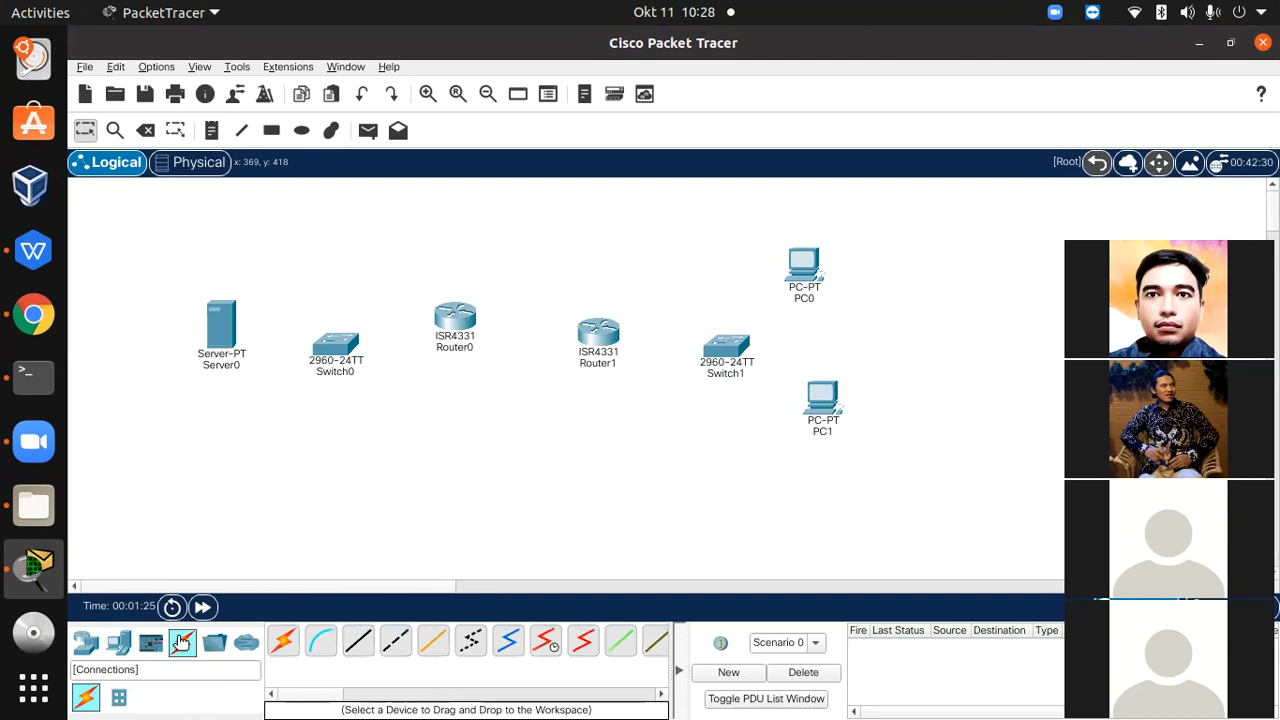 Activities
PacketTracer
Okt 11 10:28
Cisco Packet Tracer
File Edit Options View Tools Extensions Window Help
?
Logical
Physical
x: 369, y: 418
[Root]
00:42:30
PC-PT
PC0
Server-PT
Server0
2960-24TT
Switch0
ISR4331
Router0
ISR4331
Router1
2960-24TT
Switch1
PC-PT
PC1
Time: 00:01:25
[Connections]
Scenario 0
New
Delete
Toggle PDU List Window
Fire Last Status Source Destination Type
(Select a Device to Drag and Drop to the Workspace)